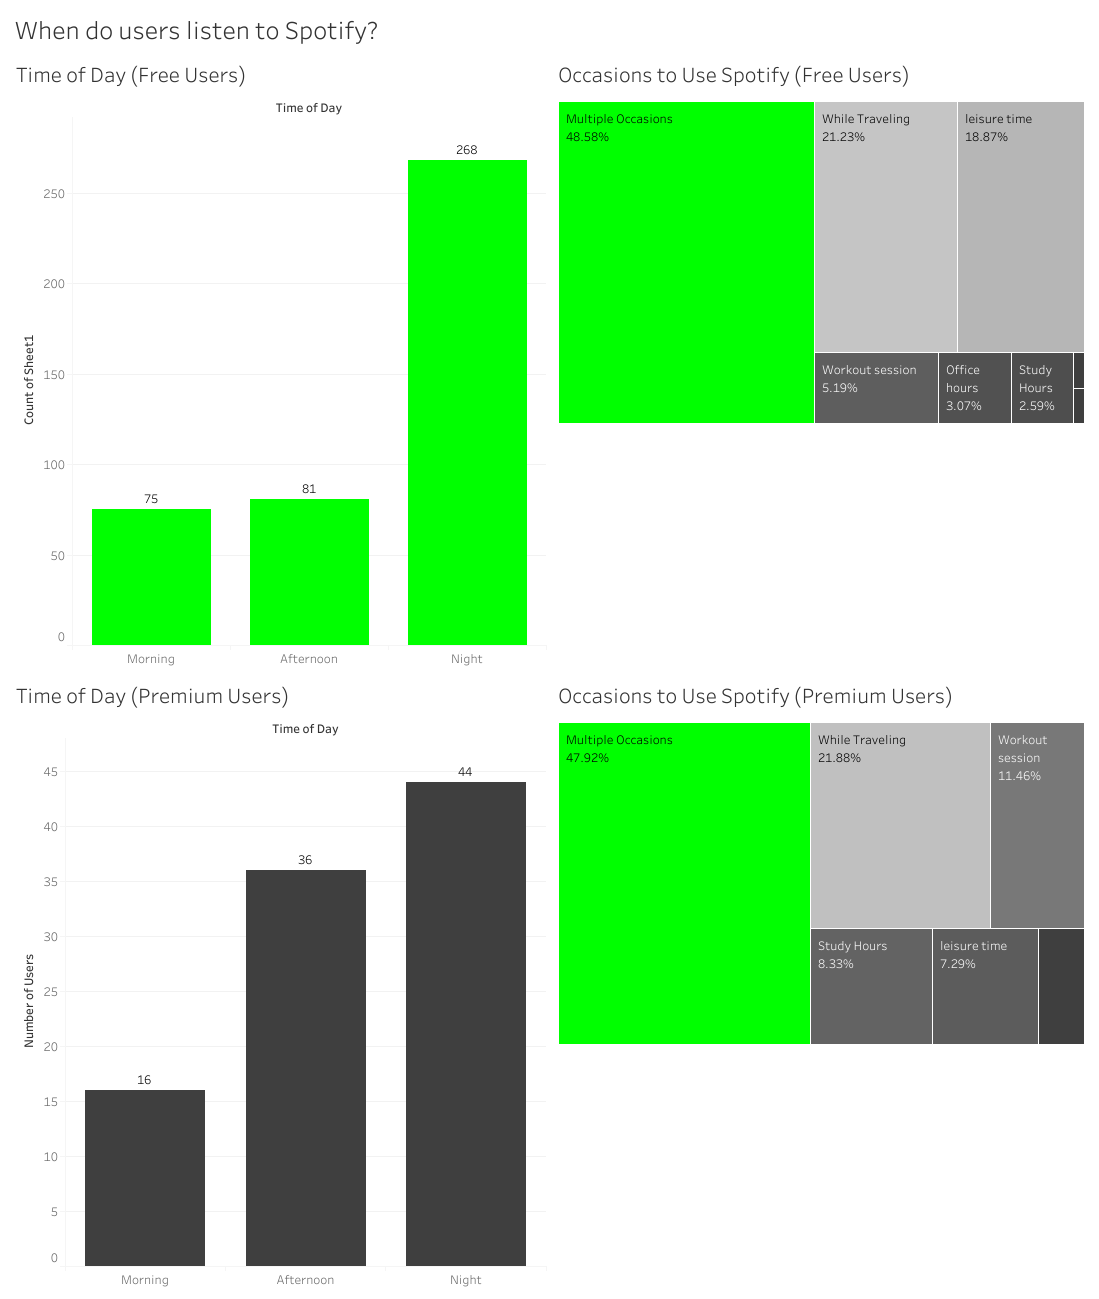 When do users listen to Spotify?
Time of Day (Free Users)
Time of Day
Count of Sheet1
250
200
150
100
50
0
268
75
81
Morning
Afternoon
Night
Occasions to Use Spotify (Free Users)
Multiple Occasions
48.58%
While Traveling
21.23%
leisure time
18.87%
Workout session
5.19%
Office
hours
3.07%
Study
Hours
2.59%
Time of Day (Premium Users)
Time of Day
Number of Users
45
40
35
30
25
20
15
10
5
0
44
36
16
Morning
Afternoon
Night
Occasions to Use Spotify (Premium Users)
Multiple Occasions
47.92%
While Traveling
21.88%
Workout
session
11.46%
Study Hours
8.33%
leisure time
7.29%